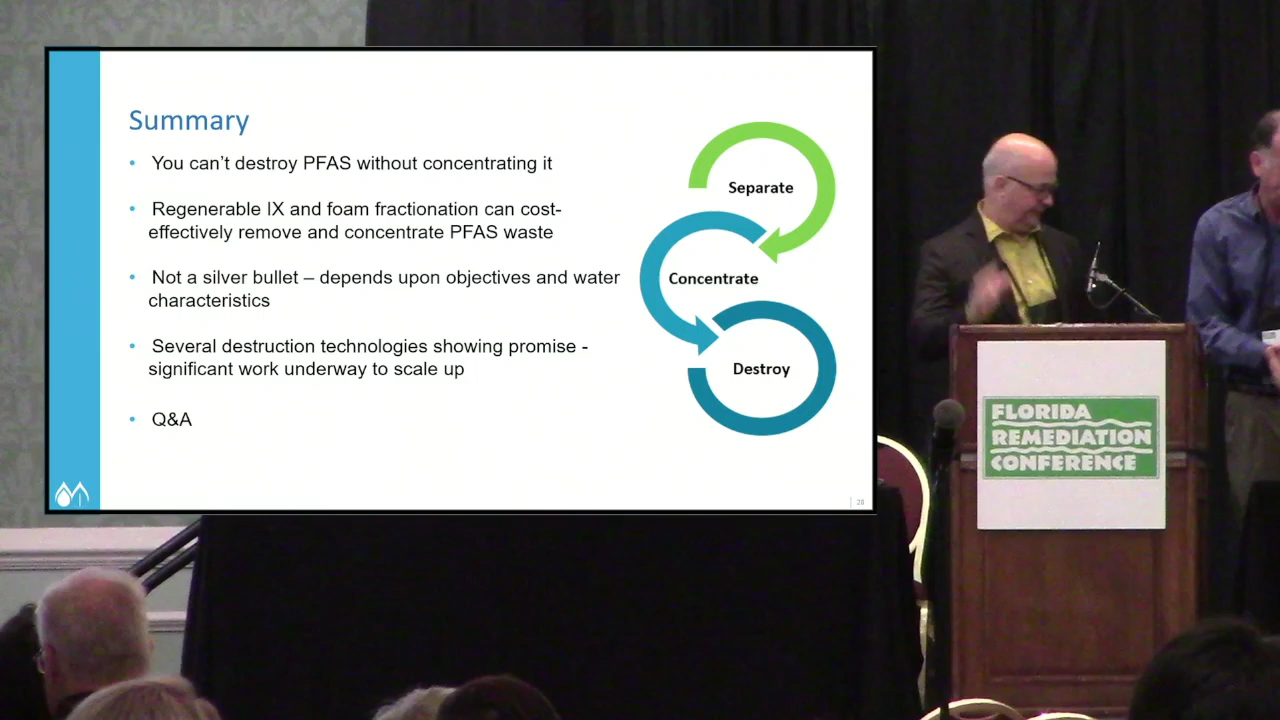 Summary
• You can't destroy PFAS without concentrating it
• Regenerable IX and foam fractionation can cost-
effectively remove and concentrate PFAS waste
• Not a silver bullet – depends upon objectives and water
characteristics
• Several destruction technologies showing promise -
significant work underway to scale up
• Q&A
Separate
Concentrate
Destroy
20
FLORIDA
REMEDIATION
CONFERENCE